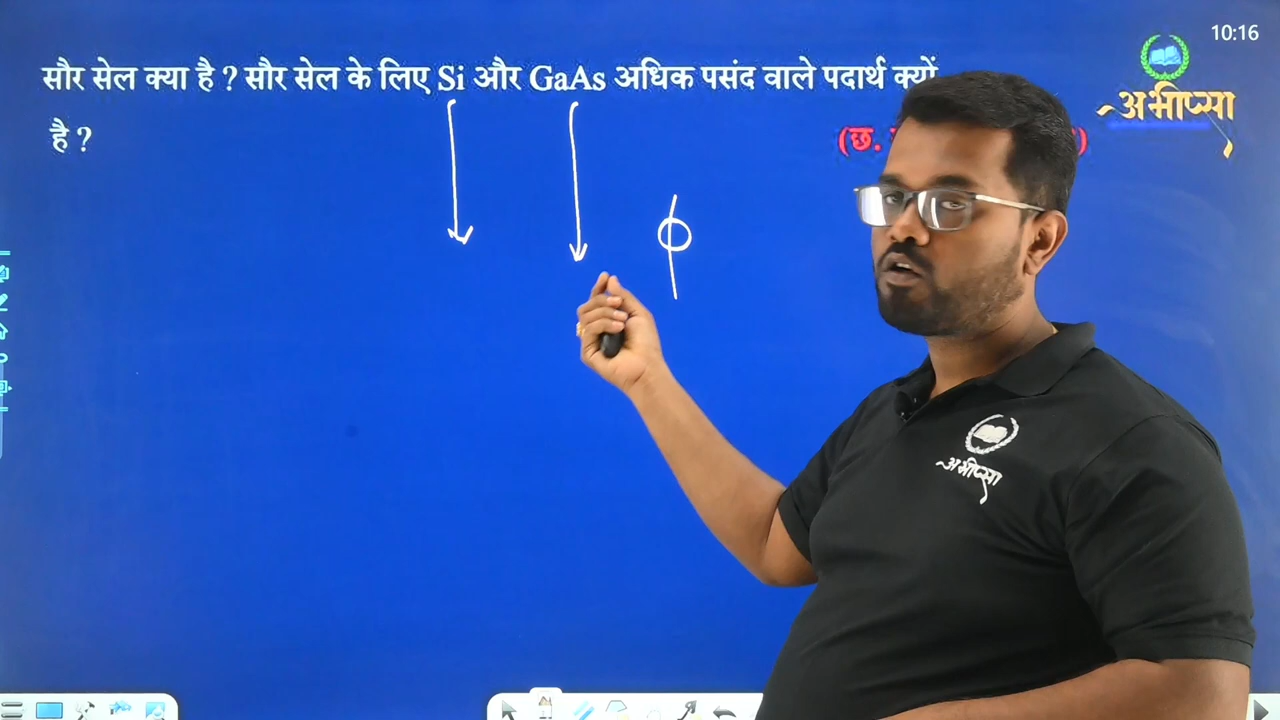 10:16
सौर सेल क्या है ? सौर सेल के लिए Si और GaAs अधिक पसंद वाले पदार्थ क्यों
है ?
(छ.
अभीप्सा
ϕ
अभीप्सा